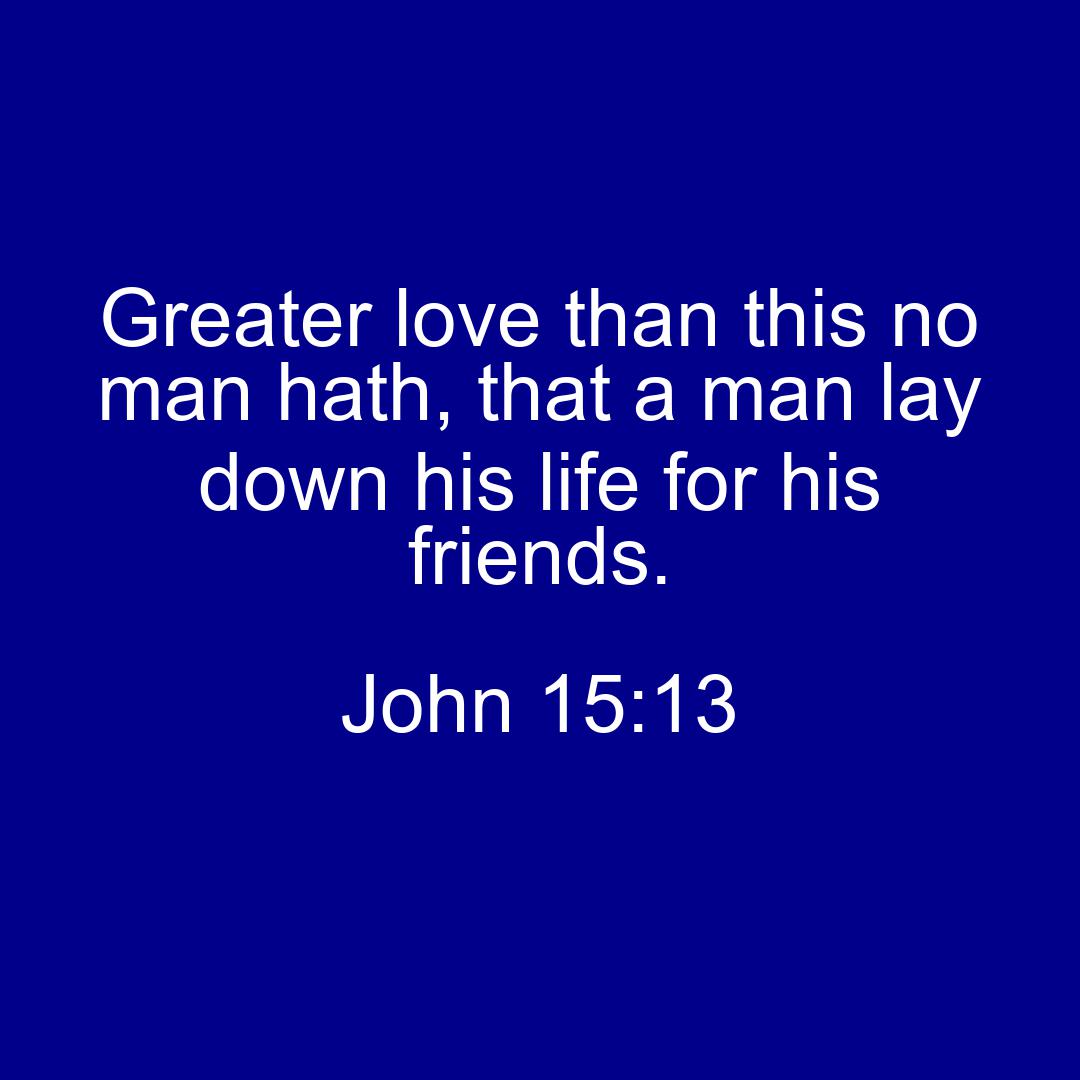 Greater love than this no
man hath, that a man lay
down his life for his
friends.
John 15:13